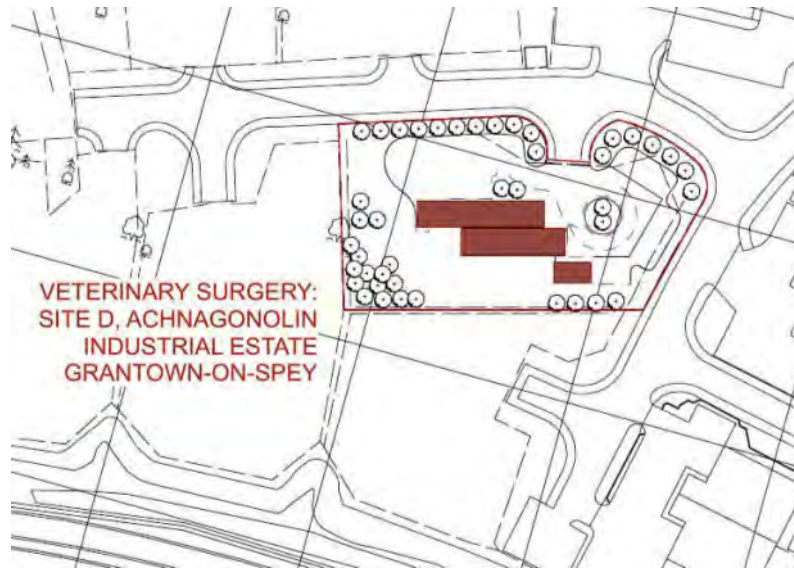 VETERINARY SURGERY:
SITE D, ACHNAGONOLIN
INDUSTRIAL ESTATE
GRANTOWN-ON-SPEY